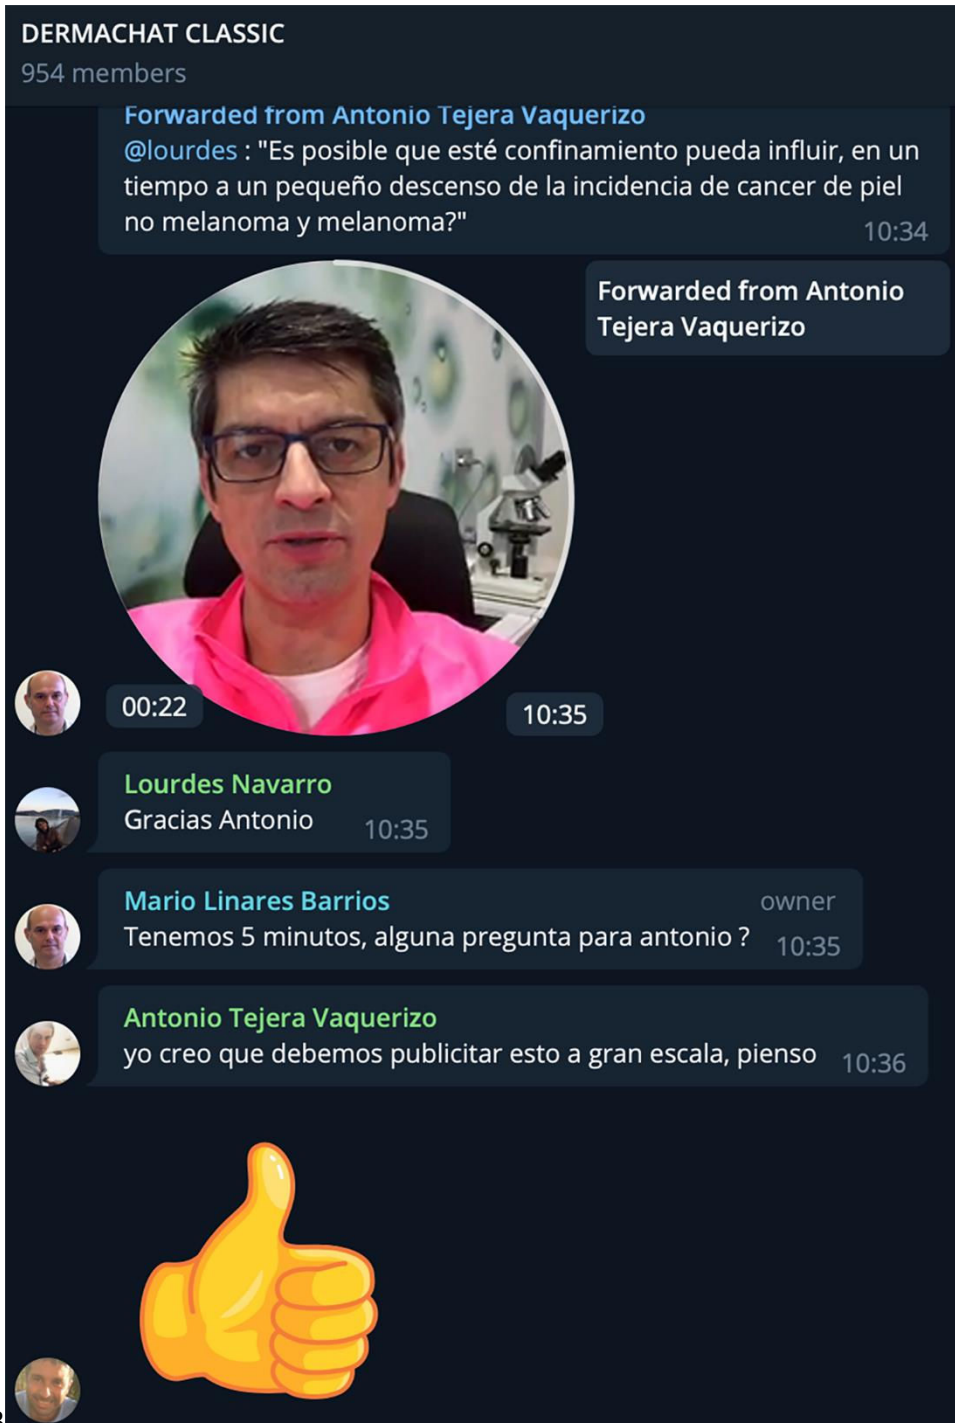 DERMACHAT CLASSIC
954 members
Forwarded from Antonio Tejera Vaquerizo
@lourdes : "Es posible que esté confinamiento pueda influir, en un
tiempo a un pequeño descenso de la incidencia de cancer de piel
no melanoma y melanoma?"
10:34
Forwarded from Antonio
Tejera Vaquerizo
00:22
10:35
Lourdes Navarro
Gracias Antonio 10:35
Mario Linares Barrios owner
Tenemos 5 minutos, alguna pregunta para antonio ? 10:35
Antonio Tejera Vaquerizo
yo creo que debemos publicitar esto a gran escala, pienso 10:36